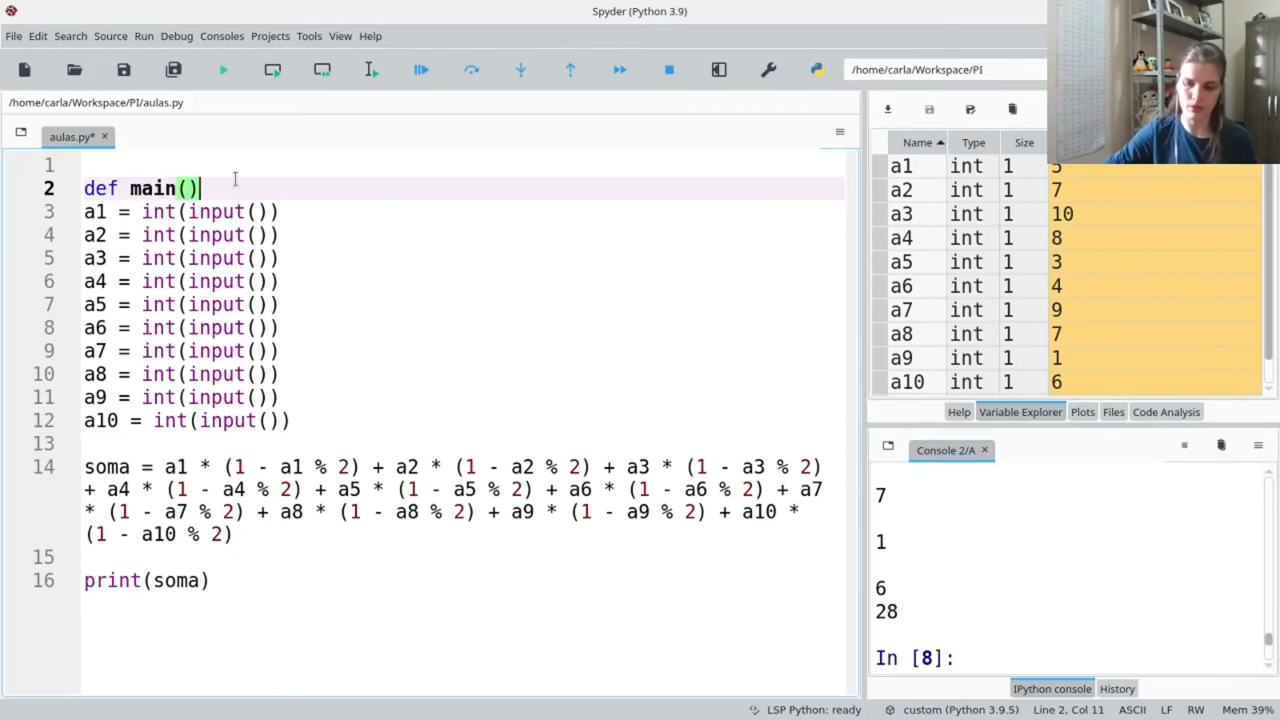 Spyder (Python 3.9)
File Edit Search Source Run Debug Consoles Projects Tools View Help
/home/carla/Workspace/PI
/home/carla/Workspace/PI/aulas.py
aulas.py*
1
2 def main()
3 a1 = int(input())
4 a2 = int(input())
5 a3 = int(input())
6 a4 = int(input())
7 a5 = int(input())
8 a6 = int(input())
9 a7 = int(input())
10 a8 = int(input())
11 a9 = int(input())
12 a10 = int(input())
13
14 soma = a1 * (1 - a1 % 2) + a2 * (1 - a2 % 2) + a3 * (1 - a3 % 2)
+ a4 * (1 - a4 % 2) + a5 * (1 - a5 % 2) + a6 * (1 - a6 % 2) + a7
* (1 - a7 % 2) + a8 * (1 - a8 % 2) + a9 * (1 - a9 % 2) + a10 *
(1 - a10 % 2)
15
16 print(soma)
Name Type Size
a1 int 1 5
a2 int 1 7
a3 int 1 10
a4 int 1 8
a5 int 1 3
a6 int 1 4
a7 int 1 9
a8 int 1 7
a9 int 1 1
a10 int 1 6
Help Variable Explorer Plots Files Code Analysis
Console 2/A
7
1
6
28
In [8]:
IPython console History
LSP Python: ready custom (Python 3.9.5) Line 2, Col 11 ASCII LF RW Mem 39%